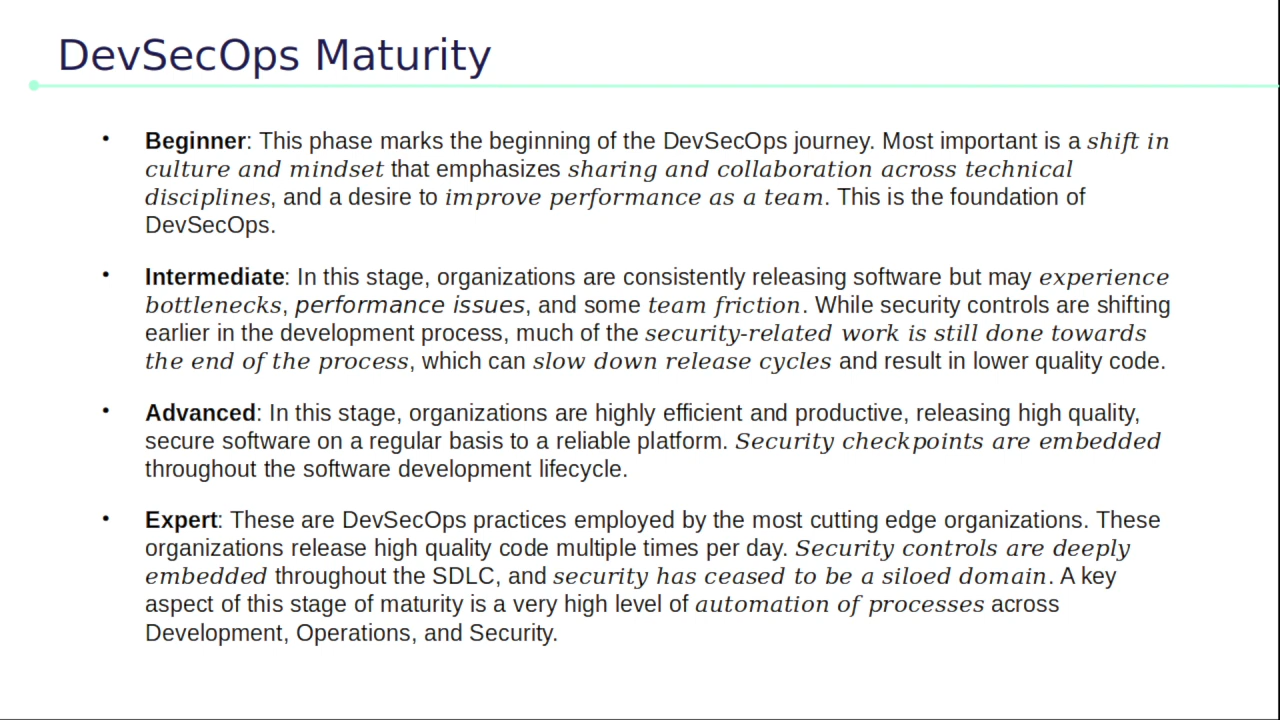 DevSecOps Maturity
• Beginner: This phase marks the beginning of the DevSecOps journey. Most important is a shift in
culture and mindset that emphasizes sharing and collaboration across technical
disciplines, and a desire to improve performance as a team. This is the foundation of
DevSecOps.
• Intermediate: In this stage, organizations are consistently releasing software but may experience
bottlenecks, performance issues, and some team friction. While security controls are shifting
earlier in the development process, much of the security-related work is still done towards
the end of the process, which can slow down release cycles and result in lower quality code.
• Advanced: In this stage, organizations are highly efficient and productive, releasing high quality,
secure software on a regular basis to a reliable platform. Security checkpoints are embedded
throughout the software development lifecycle.
• Expert: These are DevSecOps practices employed by the most cutting edge organizations. These
organizations release high quality code multiple times per day. Security controls are deeply
embedded throughout the SDLC, and security has ceased to be a siloed domain. A key
aspect of this stage of maturity is a very high level of automation of processes across
Development, Operations, and Security.